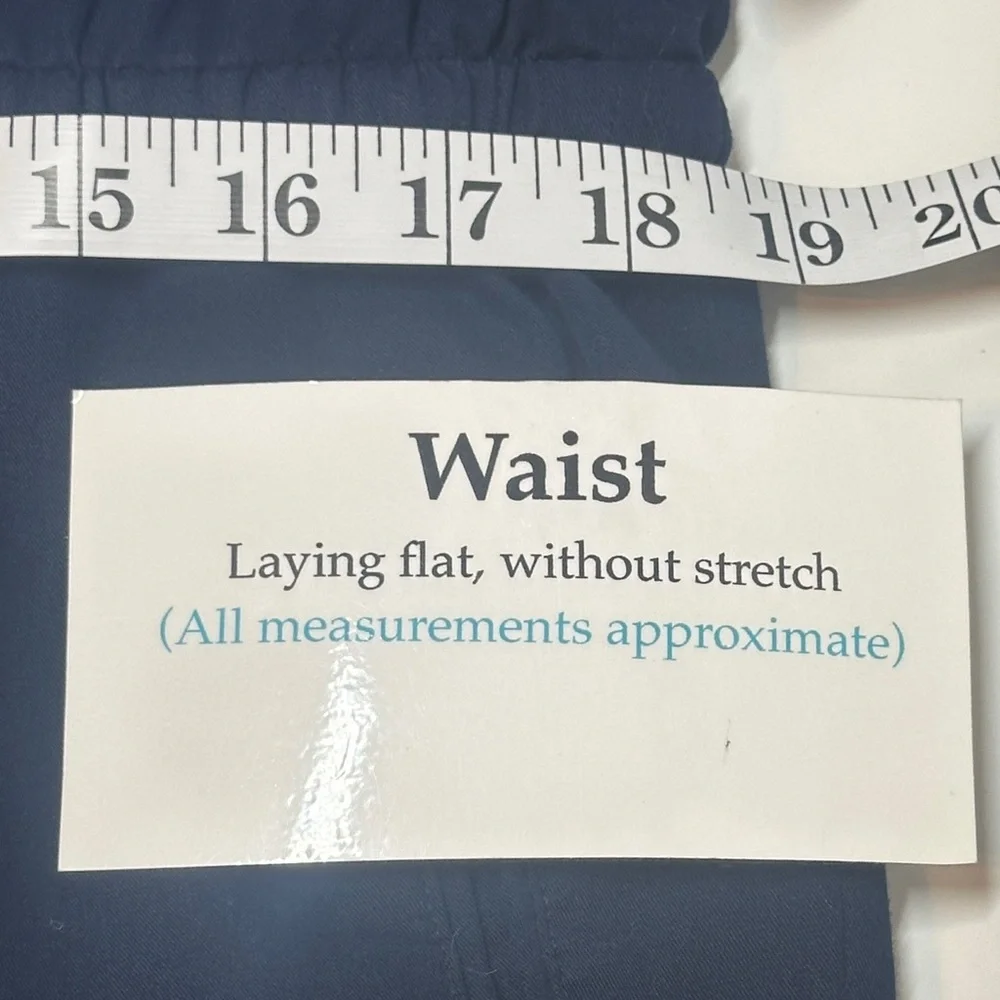 15 16 17 18 19 20
Waist
Laying flat, without stretch
(All measurements approximate)